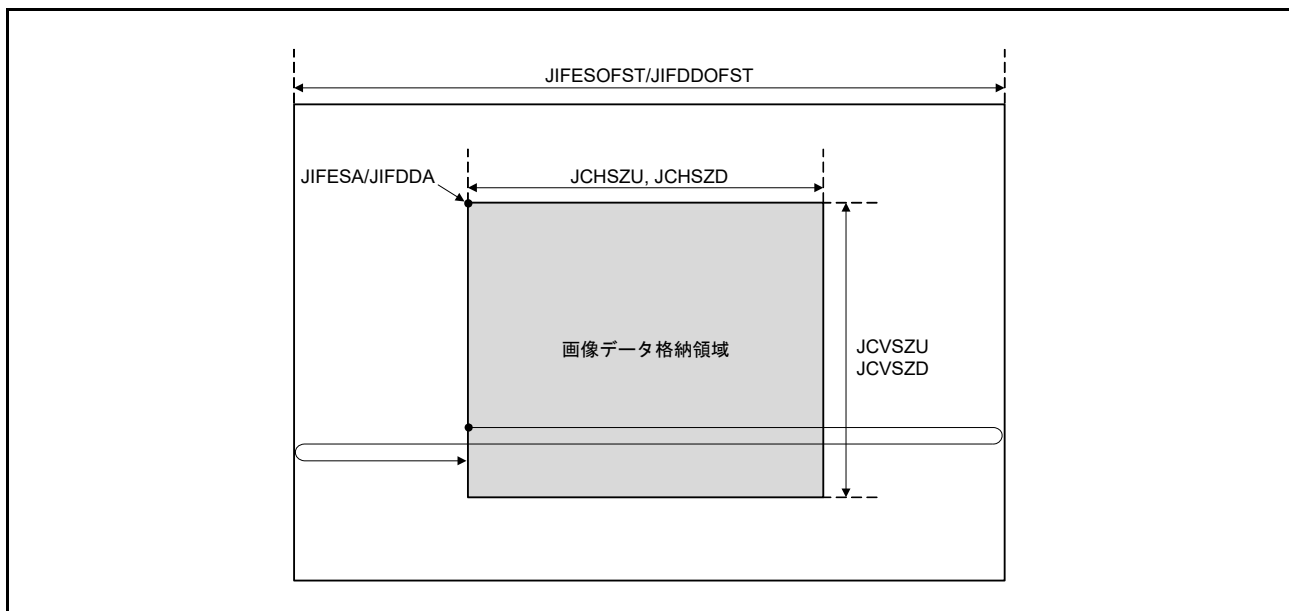 JIFESOFST/JIFDDOFST
JIFESA/JIFDDA
JCHSZU, JCHSZD
画像データ格納領域
JCVSZU
JCVSZD